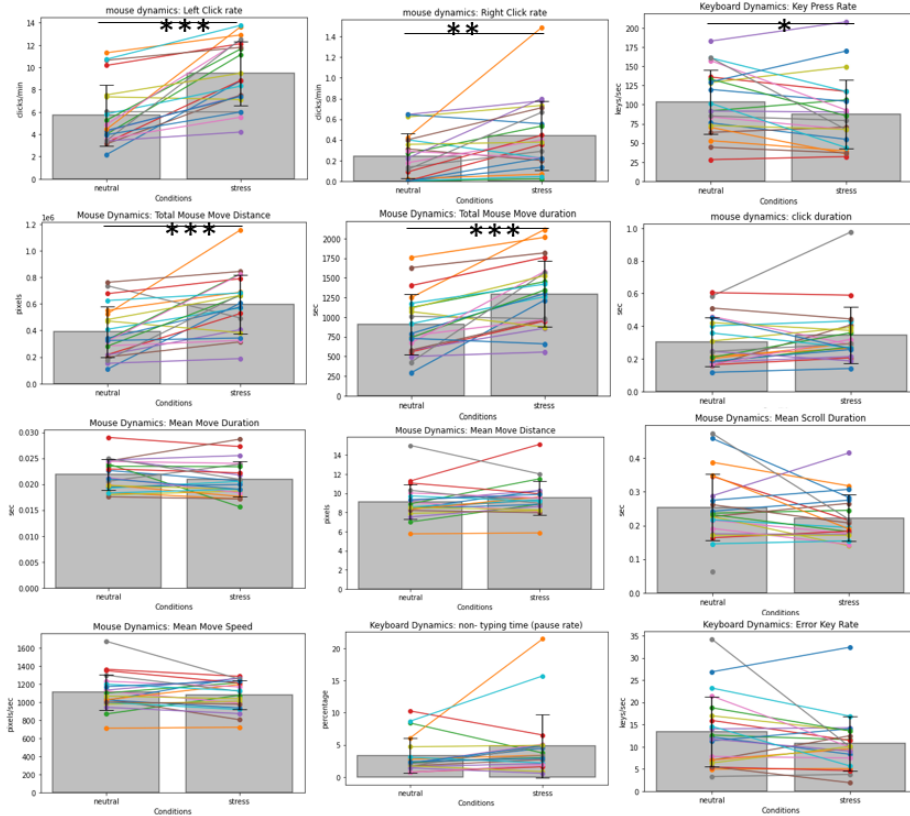 mouse dynamics: Left Click rate
***
14
12
10
8
6
4
2
0
clicks/min
neutral
stress
Conditions
mouse dynamics: Right Click rate
**
1.4
1.2
1.0
0.8
0.6
0.4
0.2
0.0
clicks/min
neutral
stress
Conditions
Keyboard Dynamics: Key Press Rate
*
200
175
150
125
100
75
50
25
0
keys/sec
neutral
stress
Conditions
Mouse Dynamics: Total Mouse Move Distance
1e6
***
1.2
1.0
0.8
0.6
0.4
0.2
0.0
pixels
neutral
stress
Conditions
Mouse Dynamics: Total Mouse Move duration
***
2000
1750
1500
1250
1000
750
500
250
0
sec
neutral
stress
Conditions
mouse dynamics: click duration
1.0
0.8
0.6
0.4
0.2
0.0
sec
neutral
stress
Mouse Dynamics: Mean Move Duration
0.030
0.025
0.020
0.015
0.010
0.005
0.000
sec
neutral
stress
Conditions
Mouse Dynamics: Mean Move Distance
14
12
10
8
6
4
2
0
pixels
neutral
stress
Conditions
Mouse Dynamics: Mean Scroll Duration
0.4
0.3
0.2
0.1
0.0
sec
neutral
stress
Conditions
Mouse Dynamics: Mean Move Speed
1600
1400
1200
1000
800
600
400
200
0
pixels/sec
neutral
stress
Conditions
Keyboard Dynamics: non- typing time (pause rate)
20
15
10
5
0
percentage
neutral
stress
Conditions
Keyboard Dynamics: Error Key Rate
35
30
25
20
15
10
5
0
keys/sec
neutral
stress
Conditions